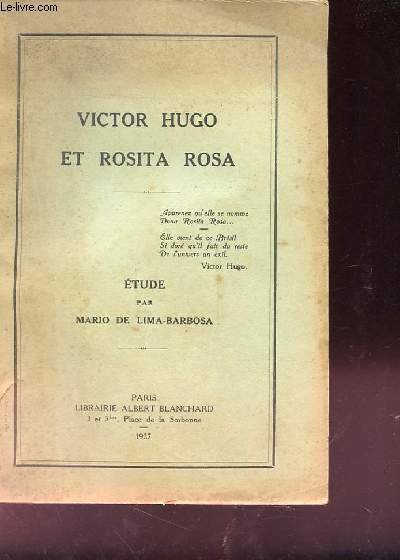 le-livre.com
VICTOR HUGO
ET ROSITA ROSA
Apprenez qu'elle se nomme
Doña Rosita Rosa...
Elle vient de ce Brésil
Si doré qu'il fait du reste
De l'univers un exil.
Victor Hugo.
ÉTUDE
PAR
MARIO DE LIMA-BARBOSA
PARIS
LIBRAIRIE ALBERT BLANCHARD
3 et 3bis, Place de la Sorbonne
1927